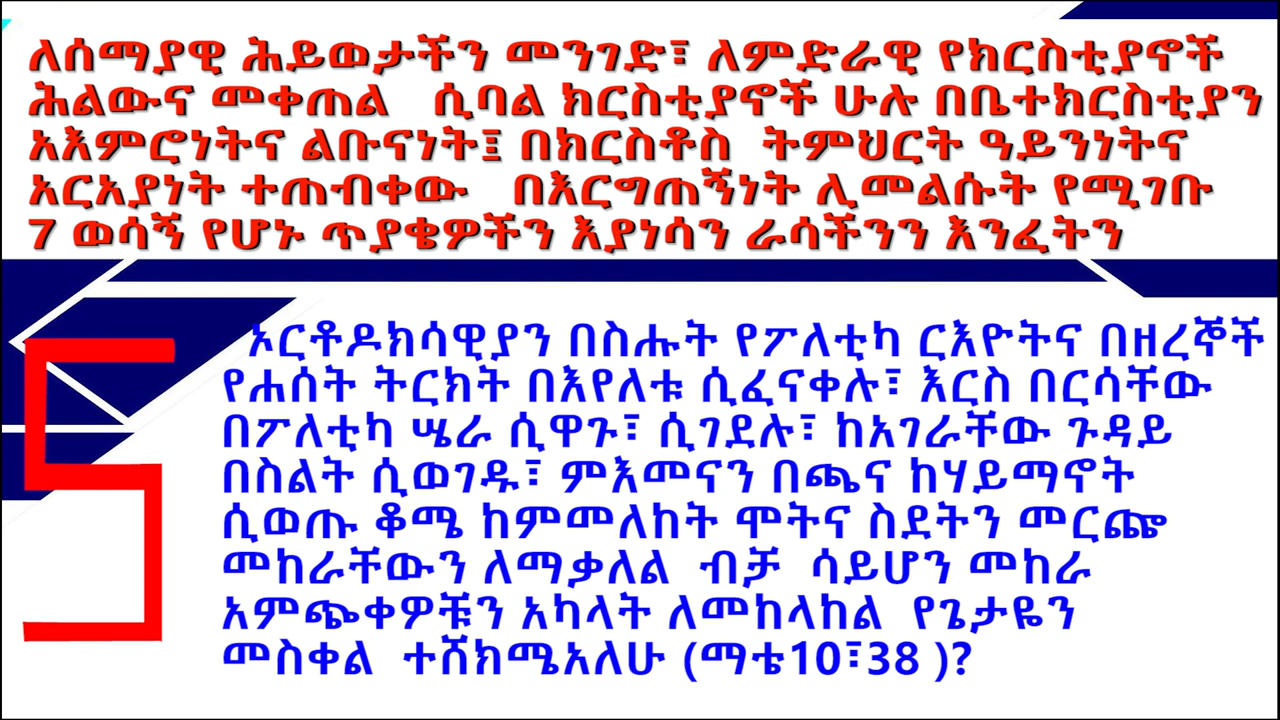 ለሰማያዊ ሕይወታችን መንገድ፣ ለምድራዊ የክርስቲያኖች
ሕልውና መቀጠል ሲባል ክርስቲያኖች ሁሉ በቤተክርስቲያን
አእምሮነትና ልቡናነት፤ በክርስቶስ ትምህርት ዓይንነትና
አርአያነት ተጠብቀው በእርግጠኝነት ሊመልሱት የሚገቡ
7 ወሳኝ የሆኑ ጥያቄዎችን እያነሳን ራሳችንን እንፈትን
5
ኦርቶዶክሳዊያን በስሑት የፖለቲካ ርእዮትና በዘረኞች
የሐሰት ትርክት በእየለቱ ሲፈናቀሉ፣ እርስ በርሳቸው
በፖለቲካ ሤራ ሲዋጉ፣ ሲገደሉ፣ ከአገራቸው ጉዳይ
በስልት ሲወገዱ፣ ምእመናን በጫና ከሃይማኖት
ሲወጡ ቆሜ ከምመለከት ሞትና ስደትን መርጬ
መከራቸውን ለማቃለል ብቻ ሳይሆን መከራ
አምጭቀዎቹን አካላት ለመከላከል የጌታዬን
መስቀል ተሸክሜአለሁ (ማቴ10፣38 )?